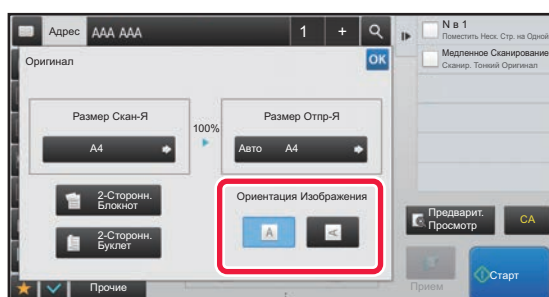 Адрес AAA AAA 1 +
N в 1
Поместить Неск. Стр. на Одной
Медленное Сканирование
Сканир. Тонкий Оригинал
Оригинал
OK
Размер Скан-Я
100%
Размер Отпр-Я
A4
Авто A4
2-Сторонн.
Блокнот
2-Сторонн.
Буклет
Ориентация Изображения
A
A
Предварит.
Просмотр
CA
Старт
Прием
Прочие